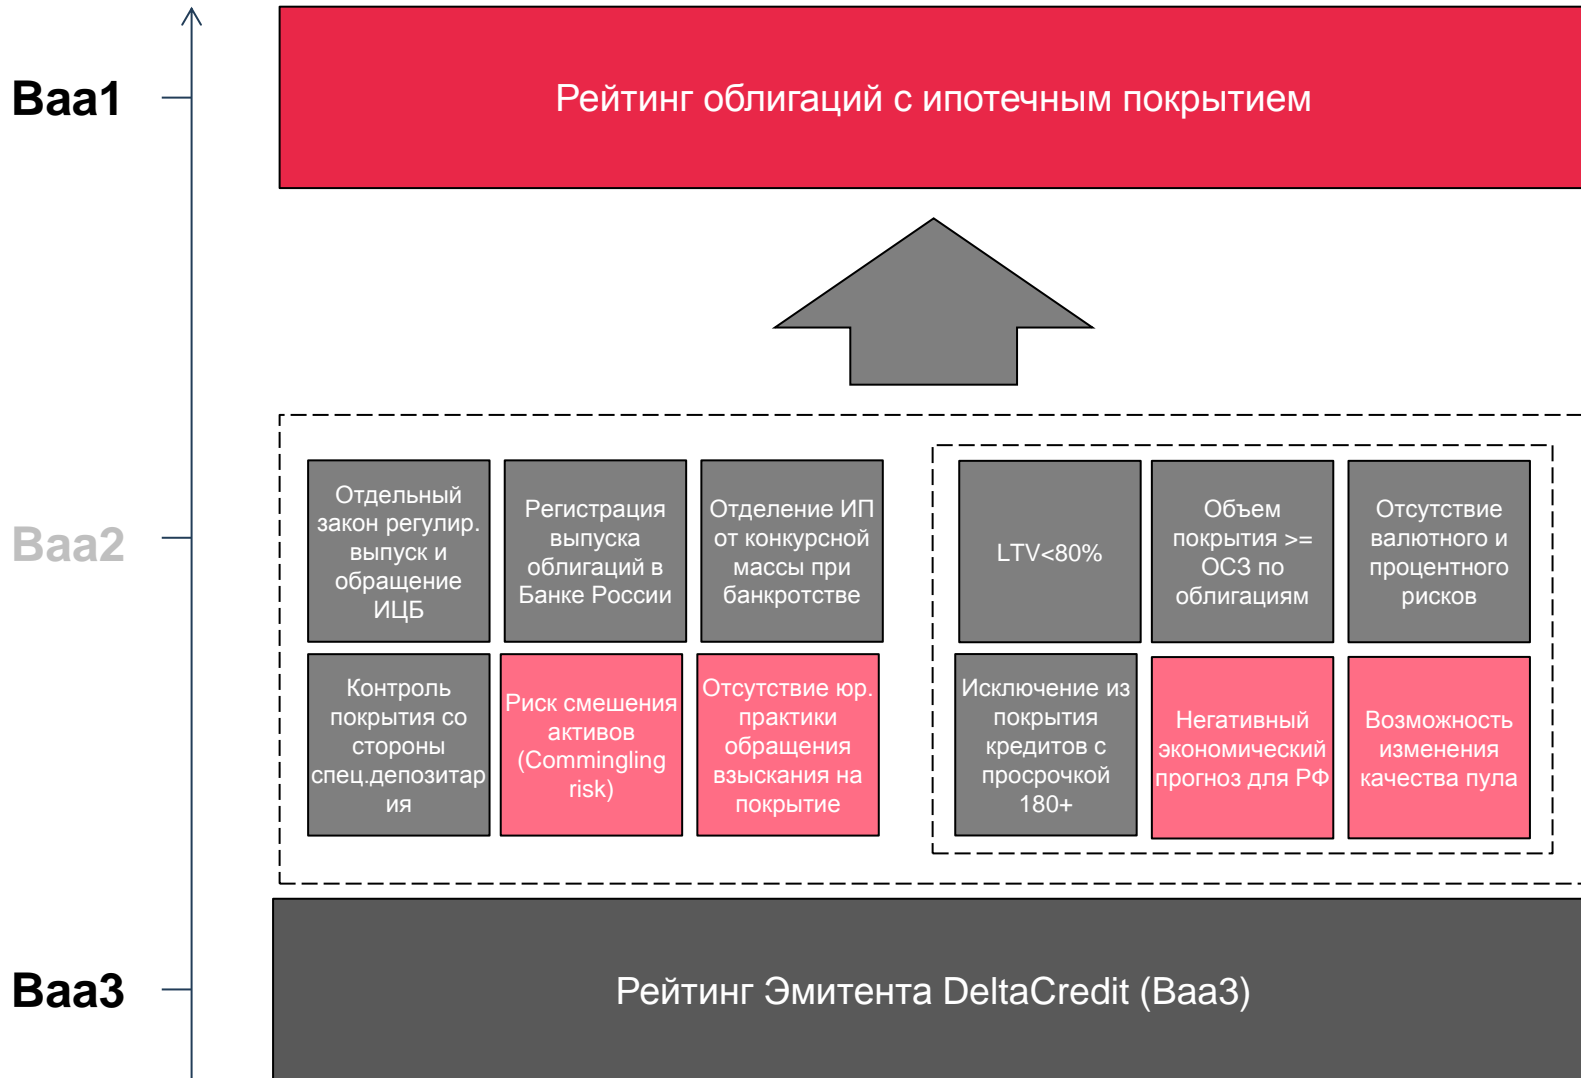 Baa1
Рейтинг облигаций с ипотечным покрытием
Baa2
Отдельный
закон регулир.
выпуск и
обращение
ИЦБ
Регистрация
выпуска
облигаций в
Банке России
Отделение ИП
от конкурсной
массы при
банкротстве
LTV<80%
Объем
покрытия >=
ОСЗ по
облигациям
Отсутствие
валютного и
процентного
рисков
Контроль
покрытия со
стороны
спец.депозитар
ия
Риск смешения
активов
(Commingling
risk)
Отсутствие юр.
практики
обращения
взыскания на
покрытие
Исключение из
покрытия
кредитов с
просрочкой
180+
Негативный
экономический
прогноз для РФ
Возможность
изменения
качества пула
Baa3
Рейтинг Эмитента DeltaCredit (Baa3)